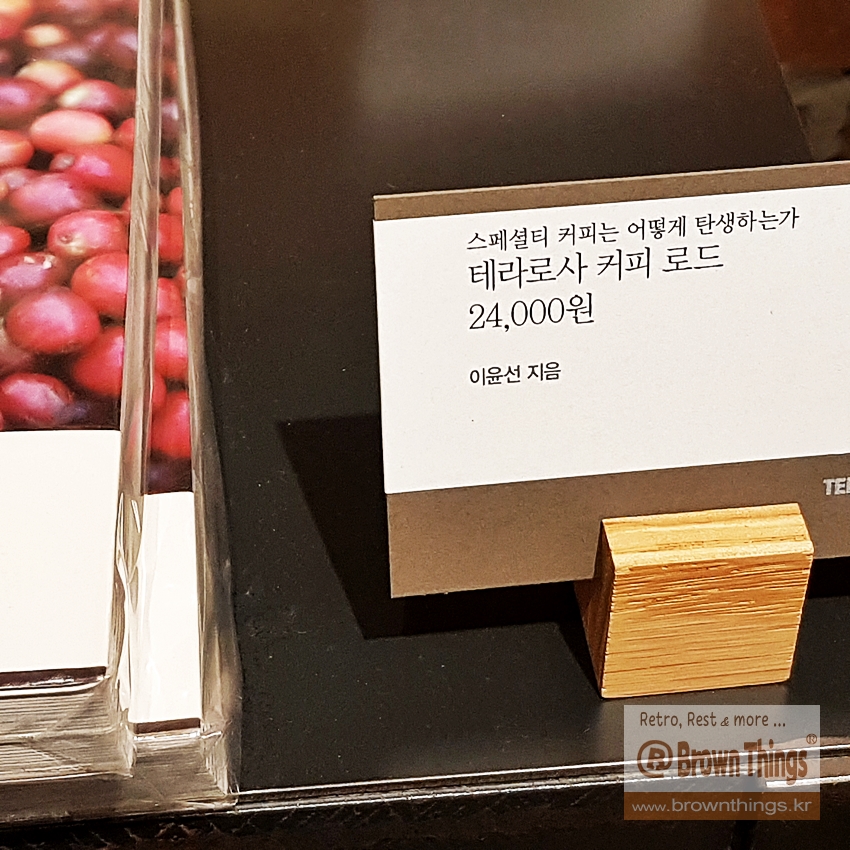 스페셜티 커피는 어떻게 탄생하는가
테라로사 커피 로드
24,000원
이윤선 지음
Retro, Rest & more ...
® Brown Things®
www.brownthings.kr